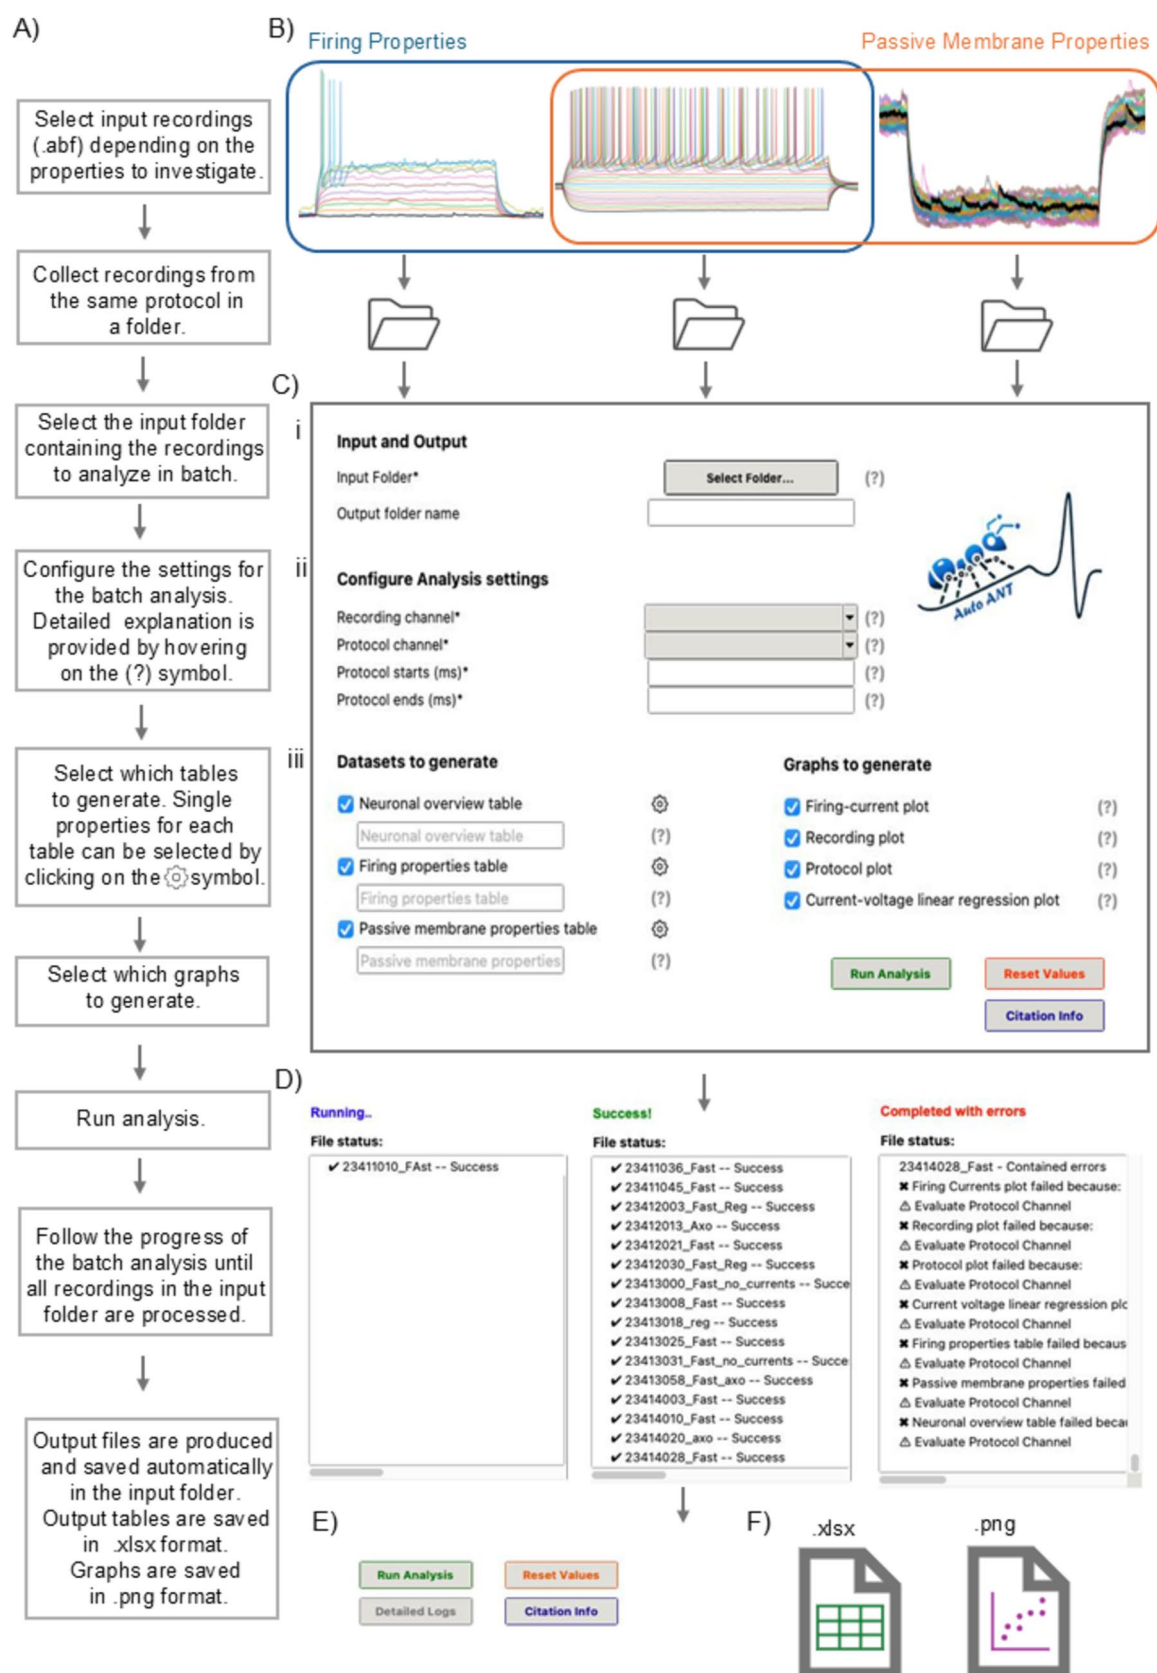 A)
Select input recordings
(.abf) depending on the
properties to investigate.
Collect recordings from
the same protocol in
a folder.
Select the input folder
containing the recordings
to analyze in batch.
Configure the settings for
the batch analysis.
Detailed explanation is
provided by hovering
on the (?) symbol.
Select which tables
to generate. Single
properties for each
table can be selected by
clicking on the symbol.
Select which graphs
to generate.
Run analysis.
Follow the progress of
the batch analysis until
all recordings in the input
folder are processed.
Output files are produced
and saved automatically
in the input folder.
Output tables are saved
in .xlsx format.
Graphs are saved
in .png format.
B)
Firing Properties
Passive Membrane Properties
C)
i
Input and Output
Input Folder*
Select Folder...
(?)
Output folder name
Auto ANT
ii
Configure Analysis settings
Recording channel*
(?)
Protocol channel*
(?)
Protocol starts (ms)*
(?)
Protocol ends (ms)*
(?)
iii
Datasets to generate
Neuronal overview table
Neuronal overview table
(?)
Firing properties table
Firing properties table
(?)
Passive membrane properties table
Passive membrane properties
(?)
Graphs to generate
Firing-current plot
(?)
Recording plot
(?)
Protocol plot
(?)
Current-voltage linear regression plot
(?)
Run Analysis
Reset Values
Citation Info
D)
Running..
File status:
✔ 23411010_FAst -- Success
Success!
File status:
✔ 23411036_Fast -- Success
✔ 23411045_Fast -- Success
✔ 23412003_Fast_Reg -- Success
✔ 23412013_Axo -- Success
✔ 23412021_Fast -- Success
✔ 23412030_Fast_Reg -- Success
✔ 23413000_Fast_no_currents -- Succe
✔ 23413008_Fast -- Success
✔ 23413018_reg -- Success
✔ 23413025_Fast -- Success
✔ 23413031_Fast_no_currents -- Succe
✔ 23413058_Fast_axo -- Success
✔ 23414003_Fast -- Success
✔ 23414010_Fast -- Success
✔ 23414020_axo -- Success
✔ 23414028_Fast -- Success
Completed with errors
File status:
23414028_Fast - Contained errors
✖ Firing Currents plot failed because:
⚠ Evaluate Protocol Channel
✖ Recording plot failed because:
⚠ Evaluate Protocol Channel
✖ Protocol plot failed because:
⚠ Evaluate Protocol Channel
✖ Current voltage linear regression plo
⚠ Evaluate Protocol Channel
✖ Firing properties table failed becaus
⚠ Evaluate Protocol Channel
✖ Passive membrane properties failed
⚠ Evaluate Protocol Channel
✖ Neuronal overview table failed becau
⚠ Evaluate Protocol Channel
E)
Run Analysis
Reset Values
Detailed Logs
Citation Info
F)
.xlsx
.png